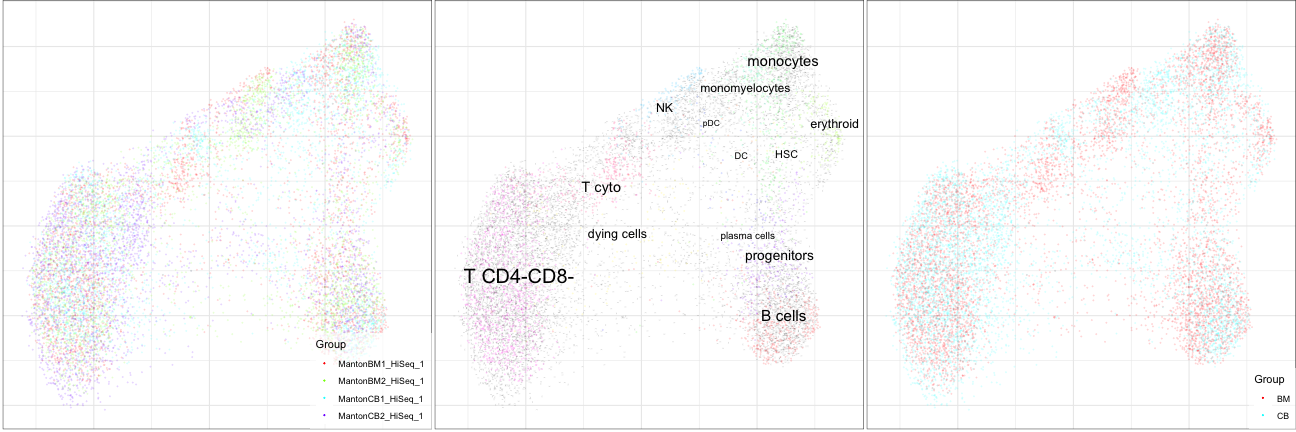 Group
MantonBM1_HiSeq_1
MantonBM2_HiSeq_1
MantonCB1_HiSeq_1
MantonCB2_HiSeq_1
monocytes
monomyelocytes
NK
pDC
erythroid
DC
HSC
T cyto
dying cells
plasma cells
progenitors
T CD4-CD8-
B cells
Group
BM
CB